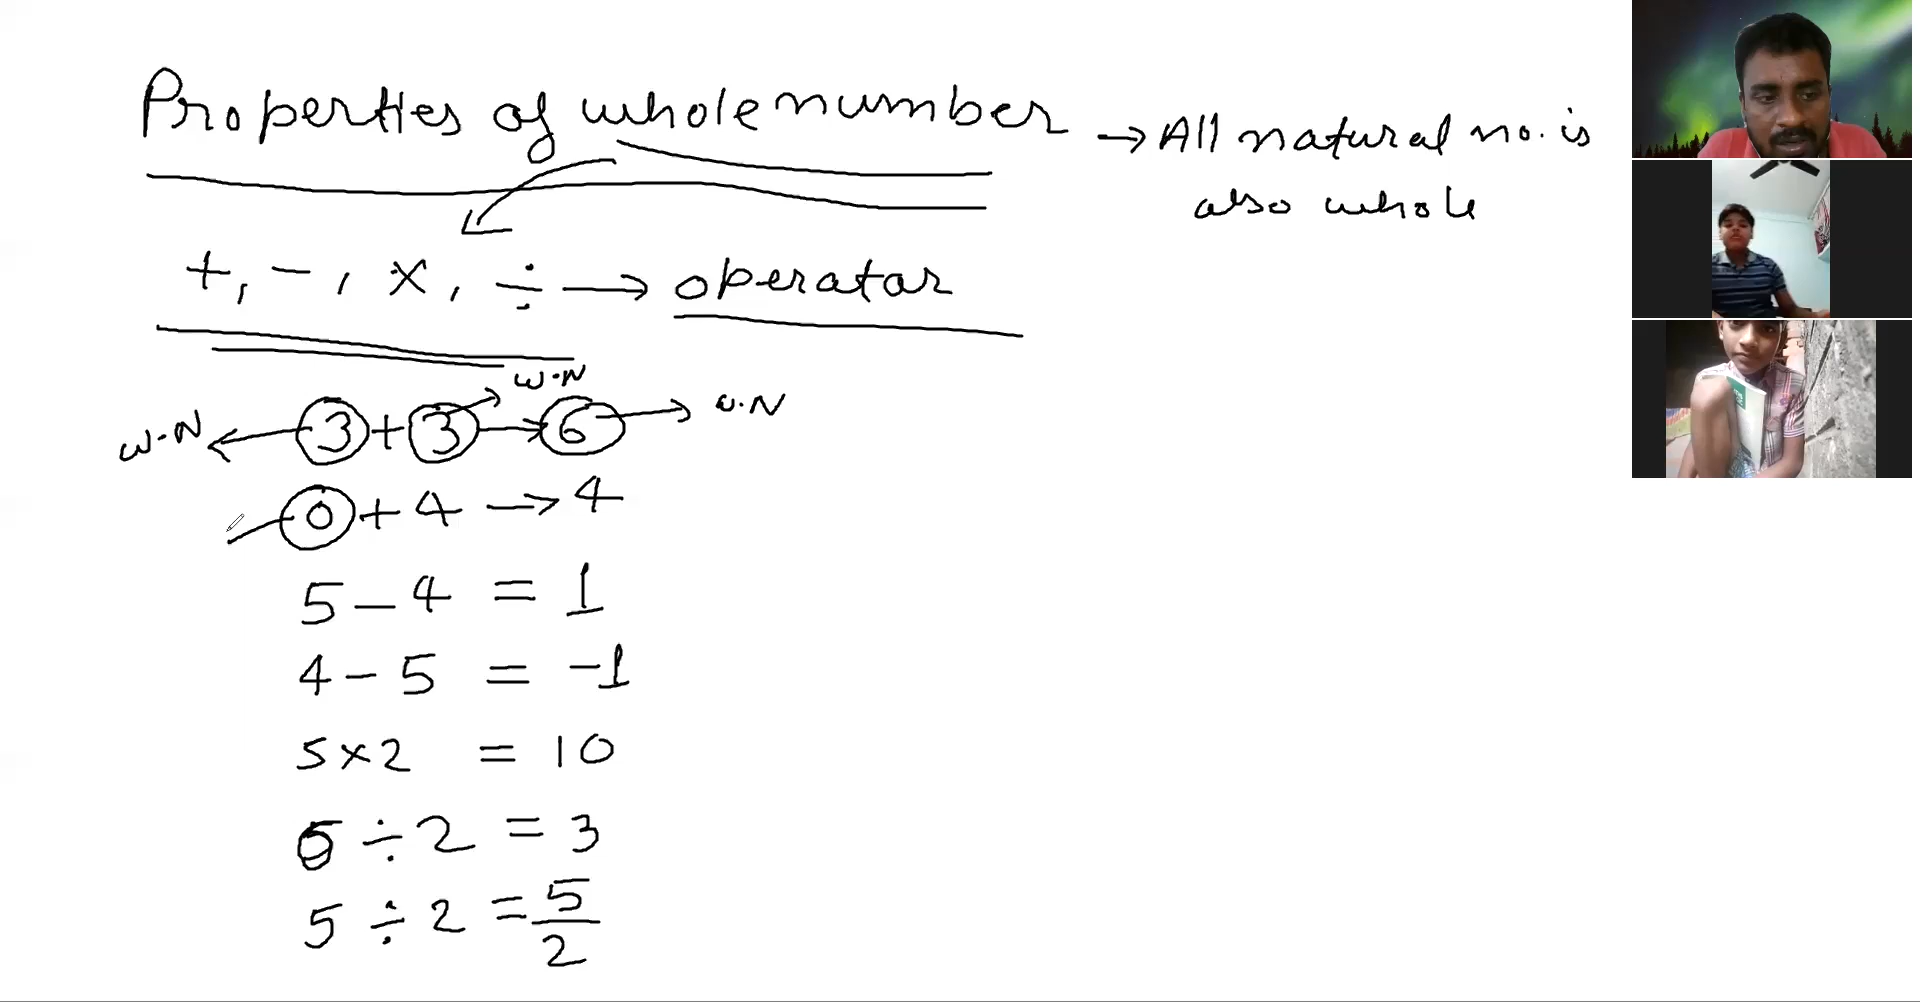 Properties of whole number → All natural no. is
also whole
+, -, ×, ÷ → operatar
w.N
w.N ← 3 + 3 → 6 → w.N
0 + 4 → 4
5 - 4 = 1
4 - 5 = -1
5 × 2 = 10
6 ÷ 2 = 3
5 ÷ 2 = 5/2